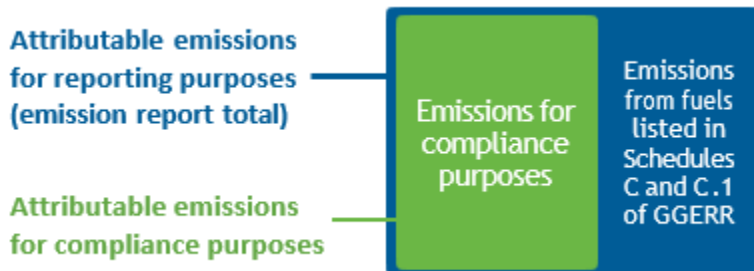 Attributable emissions
for reporting purposes
(emission report total)
Attributable emissions
for compliance purposes
Emissions for
compliance
purposes
Emissions
from fuels
listed in
Schedules
C and C.1
of GGERR